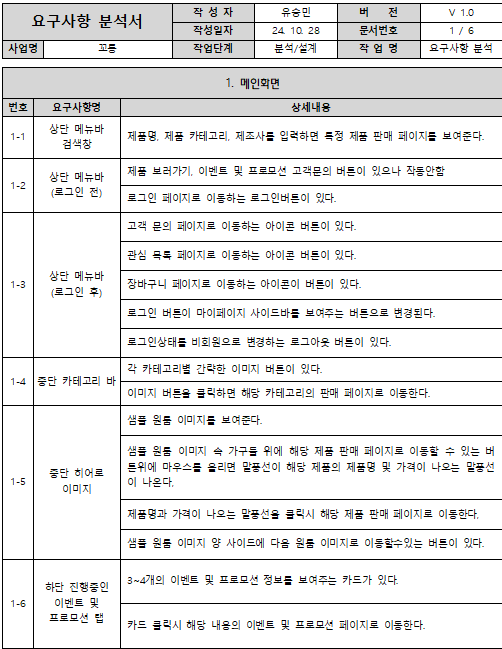 요구사항 분석서
작 성 자
유승민
버 전
V 1.0
작성일자
24. 10. 28
문서번호
1 / 6
사업명
꼬똥
작업단계
분석/설계
작 업 명
요구사항 분석
1. 메인화면
번호
요구사항명
상세내용
1-1
상단 메뉴바
검색창
제품명, 제품 카테고리, 제조사를 입력하면 특정 제품 판매 페이지를 보여준다.
1-2
상단 메뉴바
(로그인 전)
제품 보러가기, 이벤트 및 프로모션 고객문의 버튼이 있으나 작동안함
로그인 페이지로 이동하는 로그인버튼이 있다.
1-3
상단 메뉴바
(로그인 후)
고객 문의 페이지로 이동하는 아이콘 버튼이 있다.
관심 목록 페이지로 이동하는 아이콘 버튼이 있다.
장바구니 페이지로 이동하는 아이콘이 버튼이 있다.
로그인 버튼이 마이페이지 사이드바를 보여주는 버튼으로 변경된다.
로그인상태를 비회원으로 변경하는 로그아웃 버튼이 있다.
1-4
중단 카테고리 바
각 카테고리별 간략한 이미지 버튼이 있다.
이미지 버튼을 클릭하면 해당 카테고리의 판매 페이지로 이동한다.
1-5
중단 히어로
이미지
샘플 원룸 이미지를 보여준다.
샘플 원룸 이미지 속 가구들 위에 해당 제품 판매 페이지로 이동할 수 있는 버
튼위에 마우스를 올리면 말풍선이 해당 제품의 제품명 및 가격이 나오는 말풍선
이 나온다.
제품명과 가격이 나오는 말풍선을 클릭시 해당 제품 판매 페이지로 이동한다.
샘플 원룸 이미지 양 사이드에 다음 원룸 이미지로 이동할수있는 버튼이 있다.
1-6
하단 진행중인
이벤트 및
프로모션 탭
3~4개의 이벤트 및 프로모션 정보를 보여주는 카드가 있다.
카드 클릭시 해당 내용의 이벤트 및 프로모션 페이지로 이동한다.